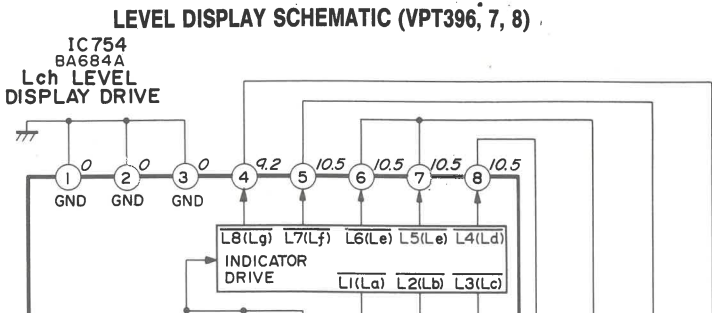 LEVEL DISPLAY SCHEMATIC (VPT396, 7, 8)
IC754
BA684A
Lch LEVEL
DISPLAY DRIVE
1 0 2 0 3 0 4 9.2 5 10.5 6 10.5 7 10.5 8 10.5
GND GND GND
L8(Lg) L7(Lf) L6(Le) L5(Le) L4(Ld)
INDICATOR
DRIVE
L1(La) L2(Lb) L3(Lc)